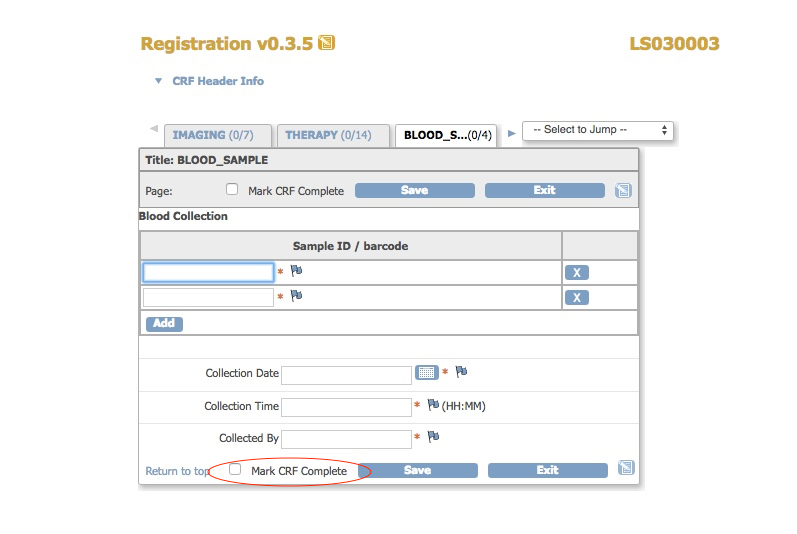 Registration v0.3.5 LS030003
CRF Header Info
IMAGING (0/7) THERAPY (0/14) BLOOD_S...(0/4) -- Select to Jump --
Title: BLOOD_SAMPLE
Page: Mark CRF Complete Save Exit
Blood Collection
Sample ID / barcode
* X
* X
Add
Collection Date *
Collection Time * (HH:MM)
Collected By *
Return to top Mark CRF Complete Save Exit